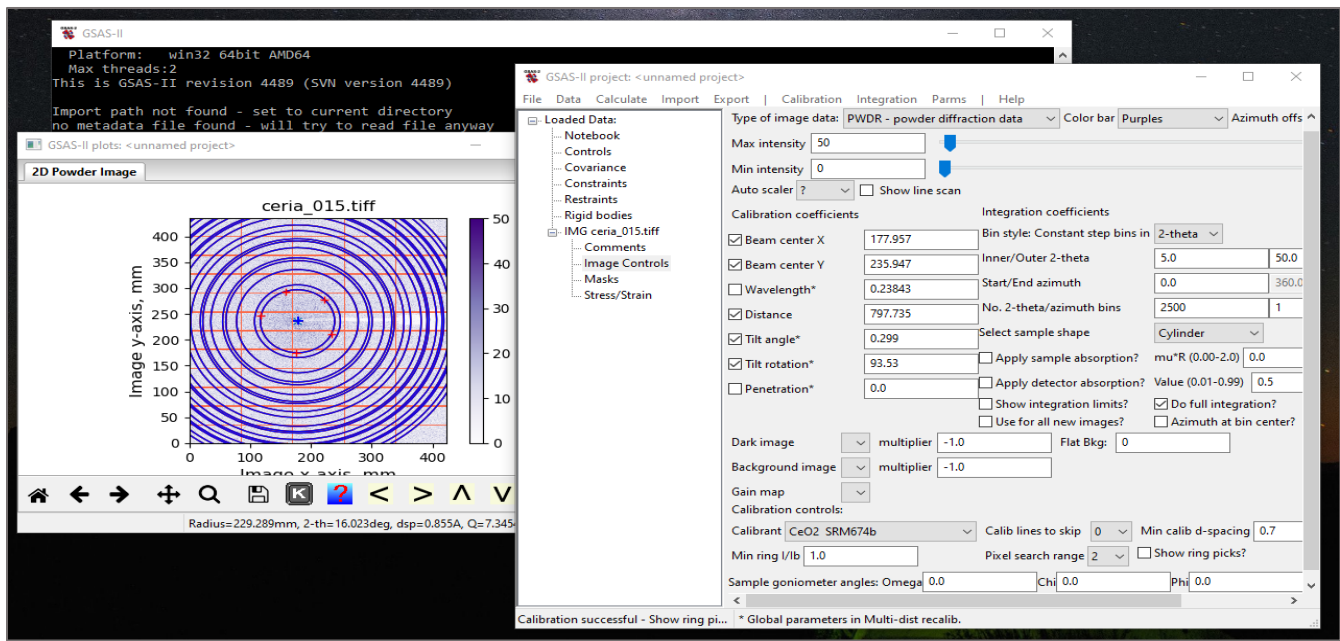 GSAS-II
Platform: win32 64bit AMD64
Max threads:2
This is GSAS-II revision 4489 (SVN version 4489)
Import path not found - set to current directory
no metadata file found - will try to read file anyway
GSAS-II plots: <unnamed project>
2D Powder Image
ceria_015.tiff
Image y-axis, mm
400
350
300
250
200
150
100
50
0
0 100 200 300 400
Image x-axis, mm
50
40
30
20
10
0
K ? < > Λ V
Radius=229.289mm, 2-th=16.023deg, dsp=0.855A, Q=7.345
GSAS-II project: <unnamed project>
File Data Calculate Import Export | Calibration Integration Parms | Help
Loaded Data:
Notebook
Controls
Covariance
Constraints
Restraints
Rigid bodies
IMG ceria_015.tiff
Comments
Image Controls
Masks
Stress/Strain
Type of image data: PWDR - powder diffraction data Color bar Purples Azimuth offs
Max intensity 50
Min intensity 0
Auto scaler ? Show line scan
Calibration coefficients
Beam center X 177.957
Beam center Y 235.947
Wavelength* 0.23843
Distance 797.735
Tilt angle* 0.299
Tilt rotation* 93.53
Penetration* 0.0
Integration coefficients
Bin style: Constant step bins in 2-theta
Inner/Outer 2-theta 5.0 50.0
Start/End azimuth 0.0 360.0
No. 2-theta/azimuth bins 2500 1
Select sample shape Cylinder
Apply sample absorption? mu*R (0.00-2.0) 0.0
Apply detector absorption? Value (0.01-0.99) 0.5
Show integration limits? Do full integration?
Use for all new images? Azimuth at bin center?
Dark image multiplier -1.0 Flat Bkg: 0
Background image multiplier -1.0
Gain map
Calibration controls:
Calibrant CeO2 SRM674b Calib lines to skip 0 Min calib d-spacing 0.7
Min ring I/Ib 1.0 Pixel search range 2 Show ring picks?
Sample goniometer angles: Omega 0.0 Chi 0.0 Phi 0.0
Calibration successful - Show ring pi... * Global parameters in Multi-dist recalib.